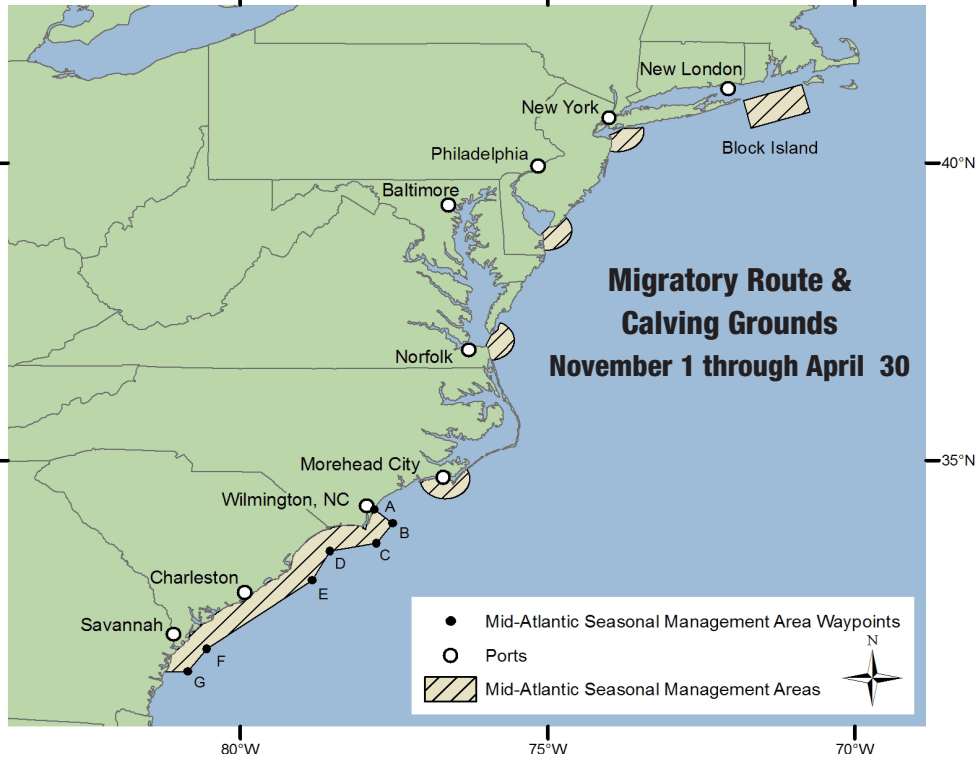 New London
New York
Block Island
Philadelphia
40°N
Baltimore
Migratory Route &
Calving Grounds
November 1 through April 30
Norfolk
35°N
Morehead City
Wilmington, NC
A
B
C
D
Charleston
E
Savannah
F
G
Mid-Atlantic Seasonal Management Area Waypoints
N
Ports
Mid-Atlantic Seasonal Management Areas
80°W
75°W
70°W